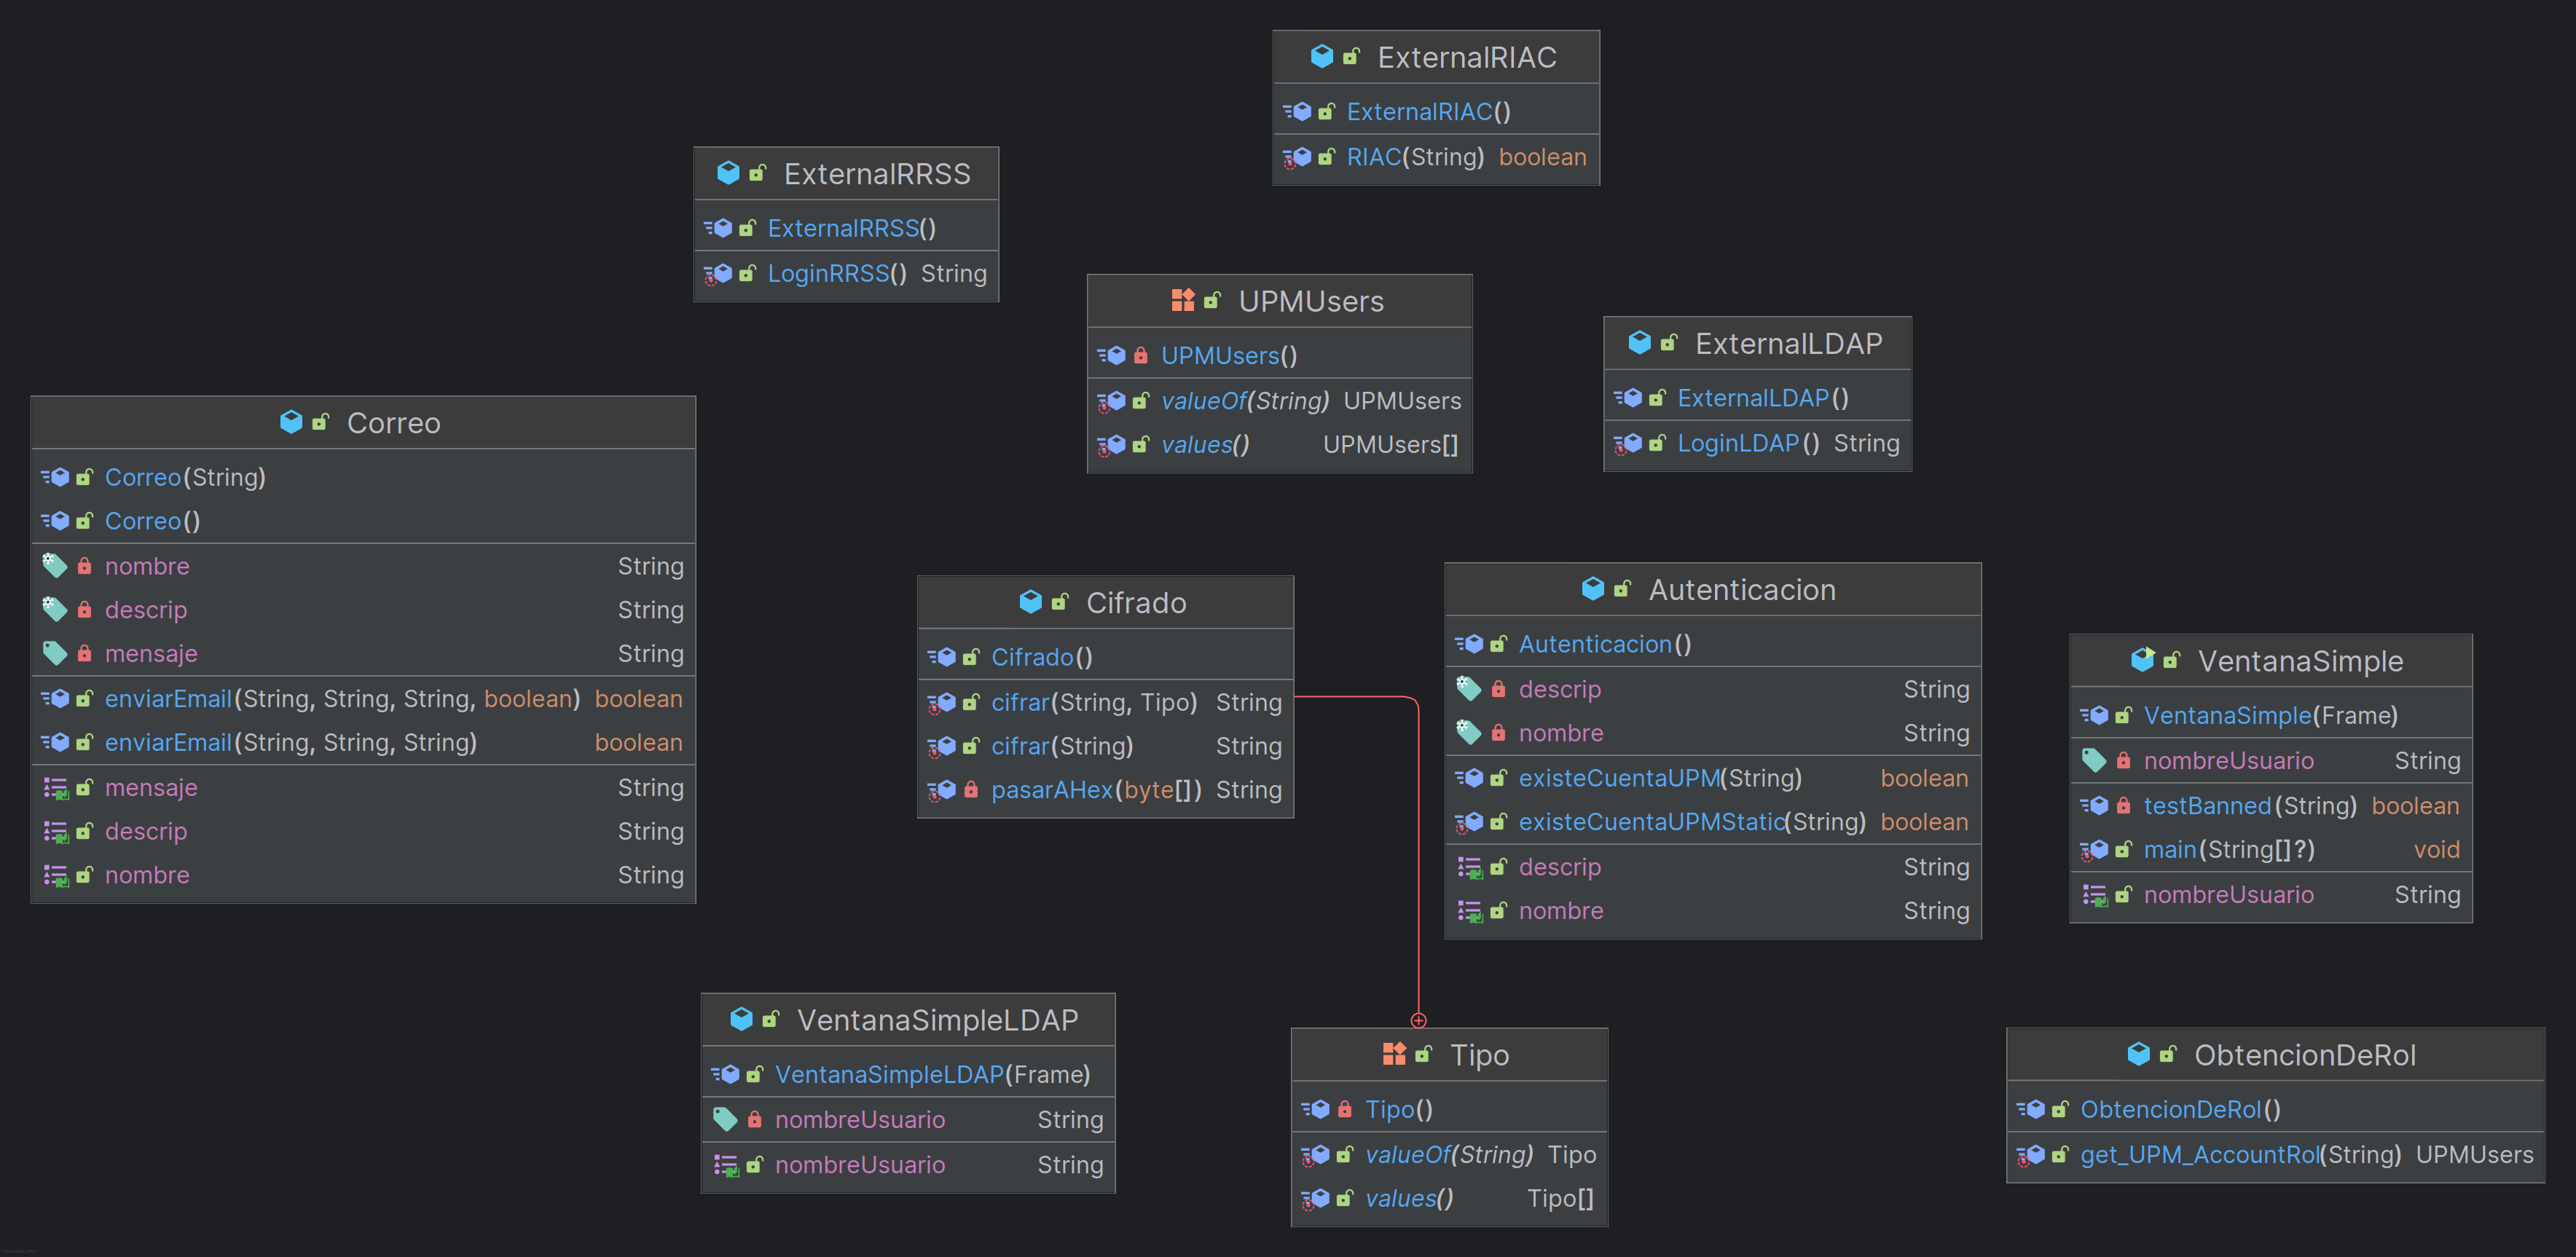 ExternalRIAC
ExternalRIAC()
RIAC(String) boolean
ExternalRRSS
ExternalRRSS()
LoginRRSS() String
UPMUsers
UPMUsers()
valueOf(String) UPMUsers
values() UPMUsers[]
ExternalLDAP
ExternalLDAP()
LoginLDAP() String
Correo
Correo(String)
Correo()
nombre String
descrip String
mensaje String
enviarEmail(String, String, String, boolean) boolean
enviarEmail(String, String, String) boolean
mensaje String
descrip String
nombre String
Cifrado
Cifrado()
cifrar(String, Tipo) String
cifrar(String) String
pasarAHex(byte[]) String
Autenticacion
Autenticacion()
descrip String
nombre String
existeCuentaUPM(String) boolean
existeCuentaUPMStatic(String) boolean
descrip String
nombre String
VentanaSimple
VentanaSimple(Frame)
nombreUsuario String
testBanned(String) boolean
main(String[]?) void
nombreUsuario String
VentanaSimpleLDAP
VentanaSimpleLDAP(Frame)
nombreUsuario String
nombreUsuario String
Tipo
Tipo()
valueOf(String) Tipo
values() Tipo[]
ObtencionDeRol
ObtencionDeRol()
get_UPM_AccountRol(String) UPMUsers